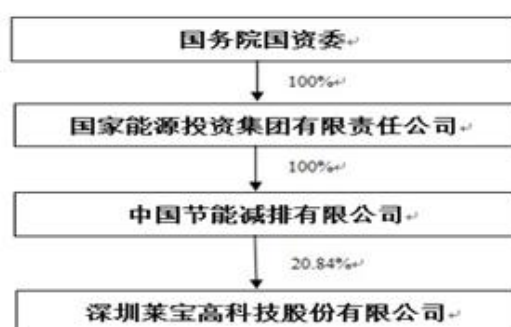 国务院国资委
100%
国家能源投资集团有限责任公司
100%
中国节能减排有限公司
20.84%
深圳莱宝高科技股份有限公司